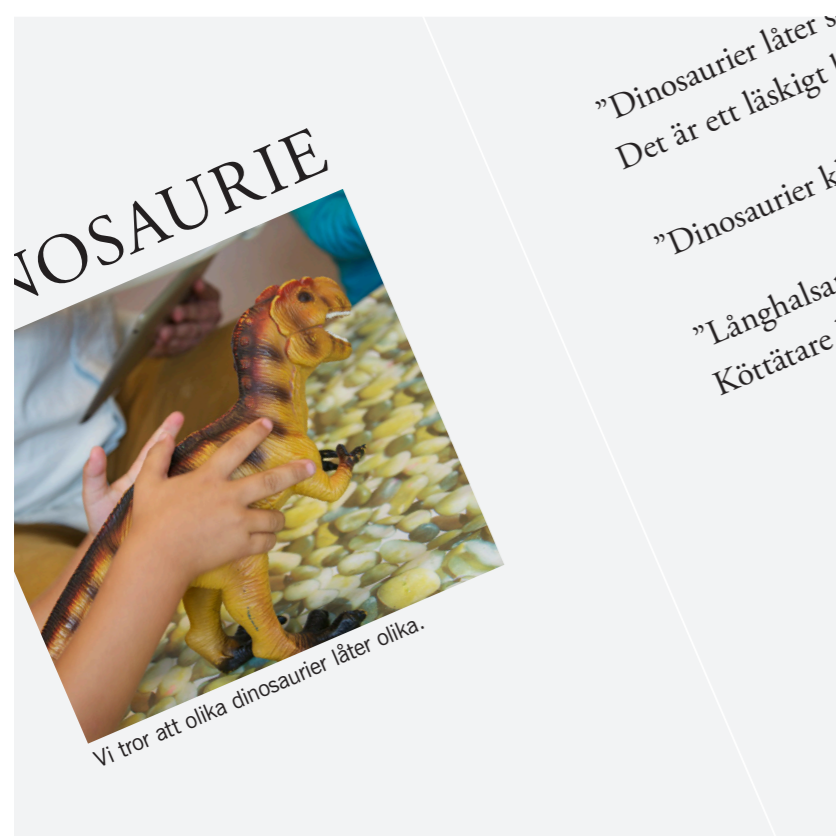 NOSAURIE
Vi tror att olika dinosaurier låter olika.
”Dinosaurier låter
Det är ett läskigt
”Dinosaurier
”Långhalsa
Köttätare